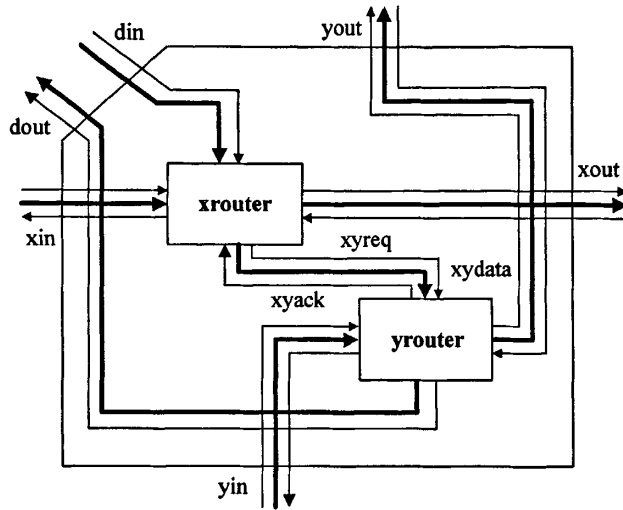 din
yout
dout
xout
xrouter
xin
xyreq
xydata
xyack
yrouter
yin